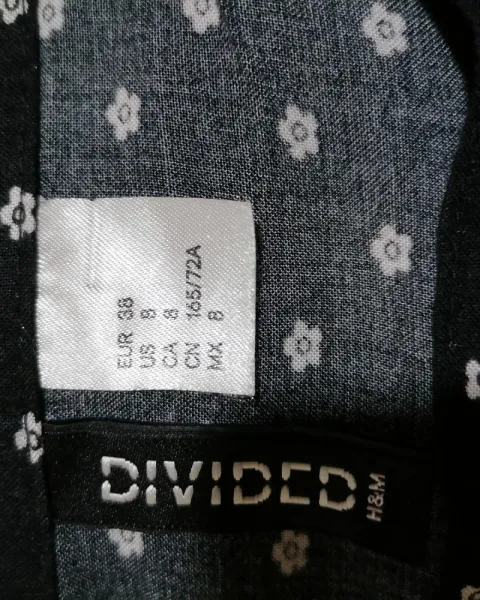 EUR 38
US 8
CA 8
CN 165/72A
MX 8
DIVIDED
H&M